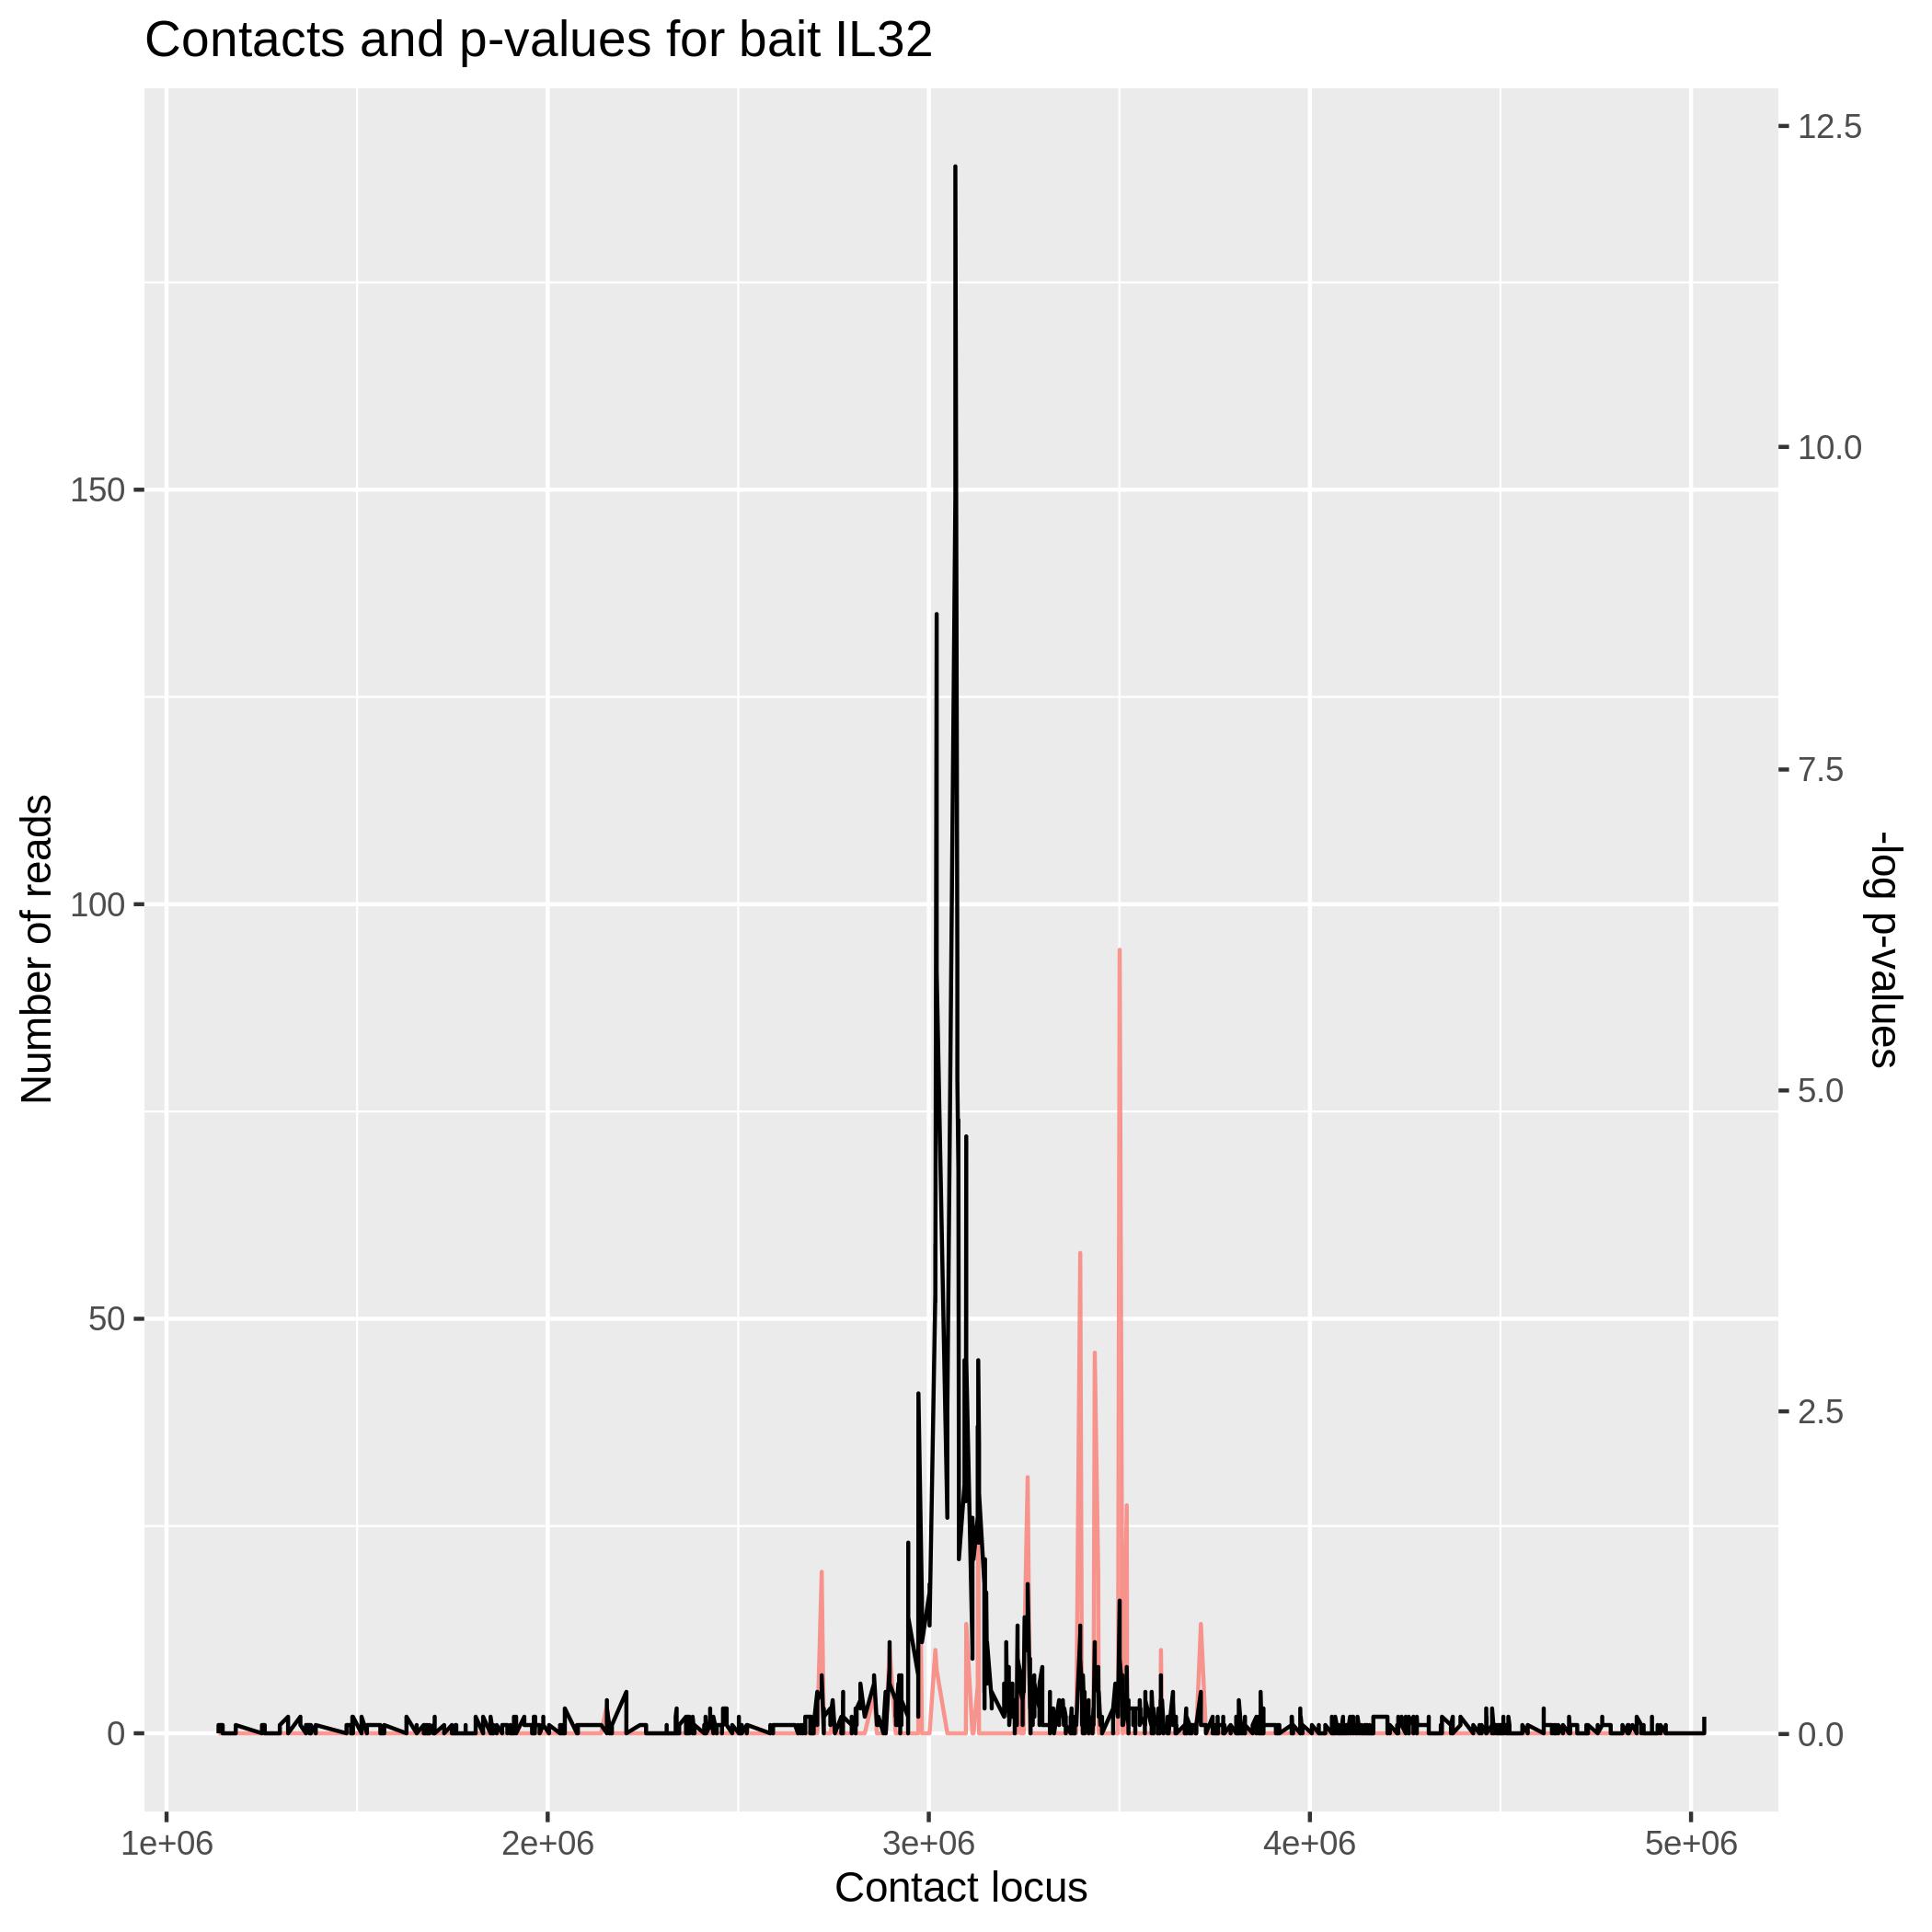 Contacts and p-values for bait IL32
Number of reads
150
100
50
0
12.5
10.0
7.5
5.0
2.5
0.0
-log p-values
1e+06
2e+06
3e+06
4e+06
5e+06
Contact locus